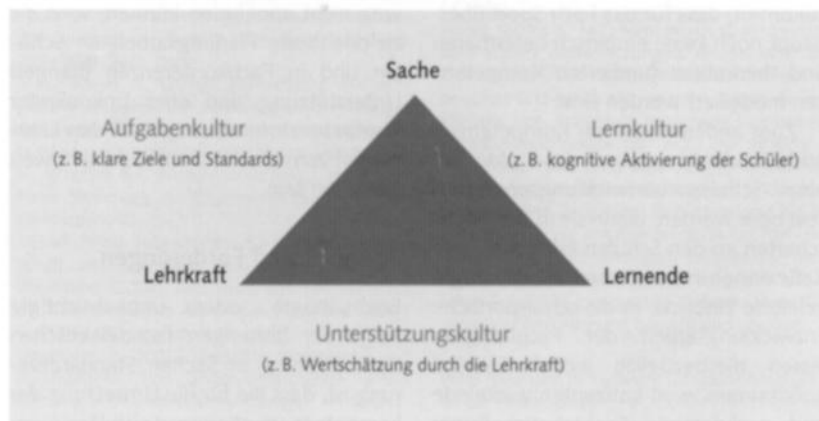 Sache
Aufgabenkultur
(z. B. klare Ziele und Standards)
Lernkultur
(z. B. kognitive Aktivierung der Schüler)
Lehrkraft
Lernende
Unterstützungskultur
(z. B. Wertschätzung durch die Lehrkraft)